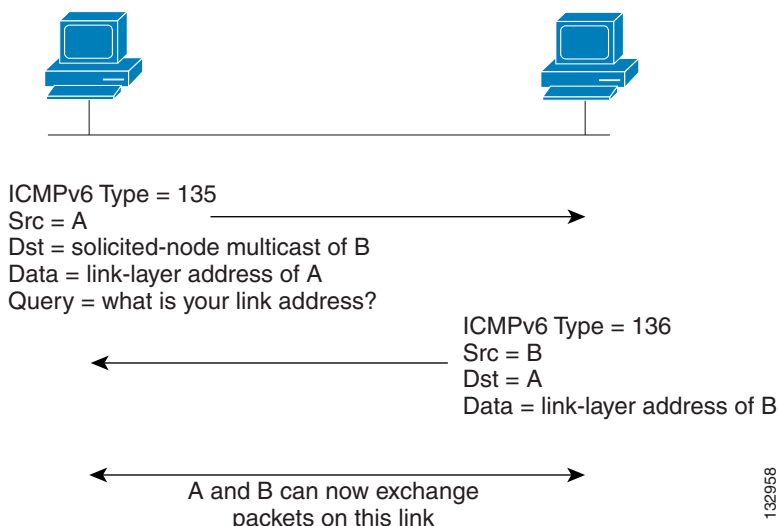 ICMPv6 Type = 135
Src = A
Dst = solicited-node multicast of B
Data = link-layer address of A
Query = what is your link address?
ICMPv6 Type = 136
Src = B
Dst = A
Data = link-layer address of B
A and B can now exchange
packets on this link
132958